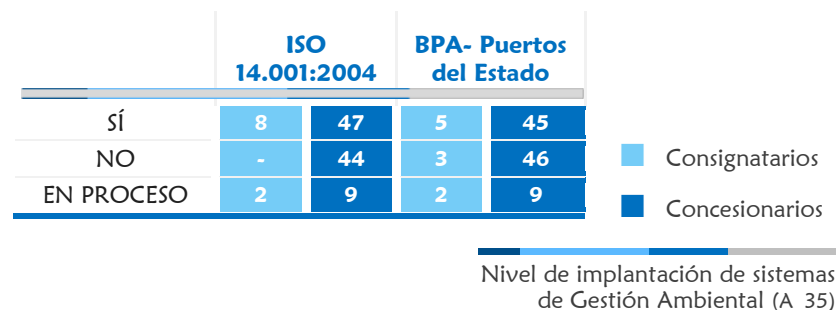 ISO
14.001:2004
BPA- Puertos
del Estado
SÍ 8 47 5 45
NO - 44 3 46
EN PROCESO 2 9 2 9
Consignatarios
Concesionarios
Nivel de implantación de sistemas
de Gestión Ambiental (A 35)